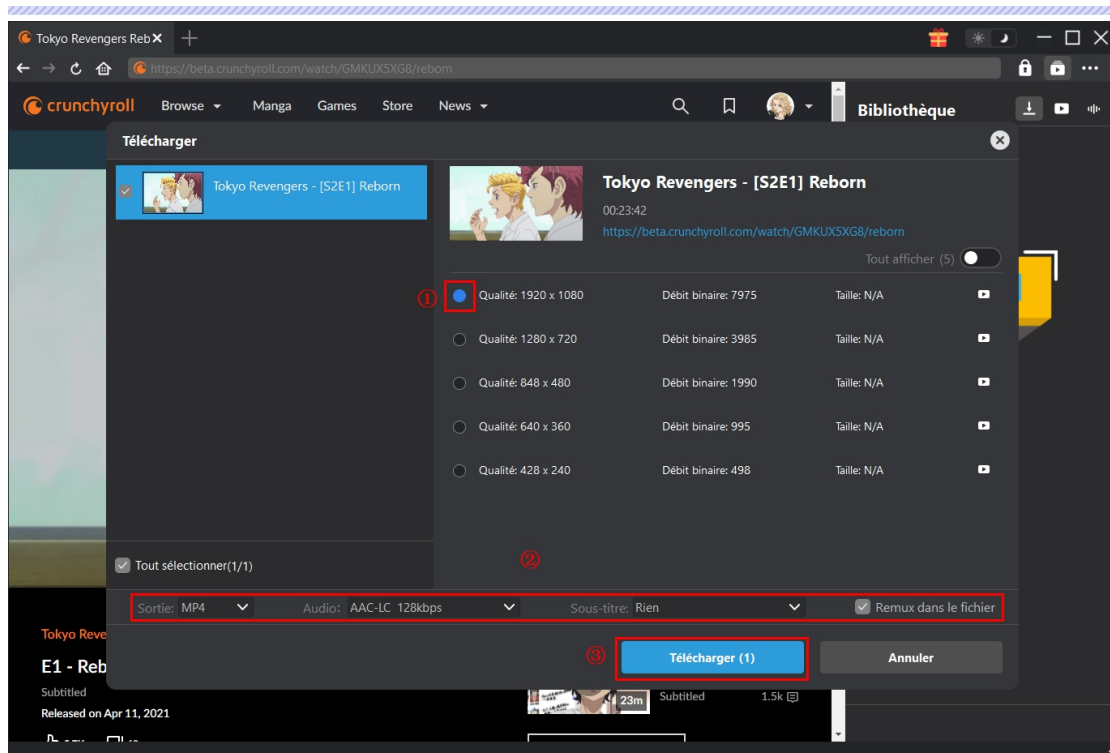 Tokyo Revengers Reb
https://beta.crunchyroll.com/watch/GMKUX5XG8/reborn
crunchyroll Browse Manga Games Store News
Bibliothèque
Télécharger
Tokyo Revengers - [S2E1] Reborn
Tokyo Revengers - [S2E1] Reborn
00:23:42
https://beta.crunchyroll.com/watch/GMKUX5XG8/reborn
Tout afficher (5)
① Qualité: 1920 x 1080 Débit binaire: 7975 Taille: N/A
Qualité: 1280 x 720 Débit binaire: 3985 Taille: N/A
Qualité: 848 x 480 Débit binaire: 1990 Taille: N/A
Qualité: 640 x 360 Débit binaire: 995 Taille: N/A
Qualité: 428 x 240 Débit binaire: 498 Taille: N/A
Tout sélectionner(1/1)
②
Sortie: MP4 Audio: AAC-LC 128kbps Sous-titre: Rien Remux dans le fichier
③ Télécharger (1) Annuler
Tokyo Reve
E1 - Reb
Subtitled
Released on Apr 11, 2021
23m Subtitled 1.5k